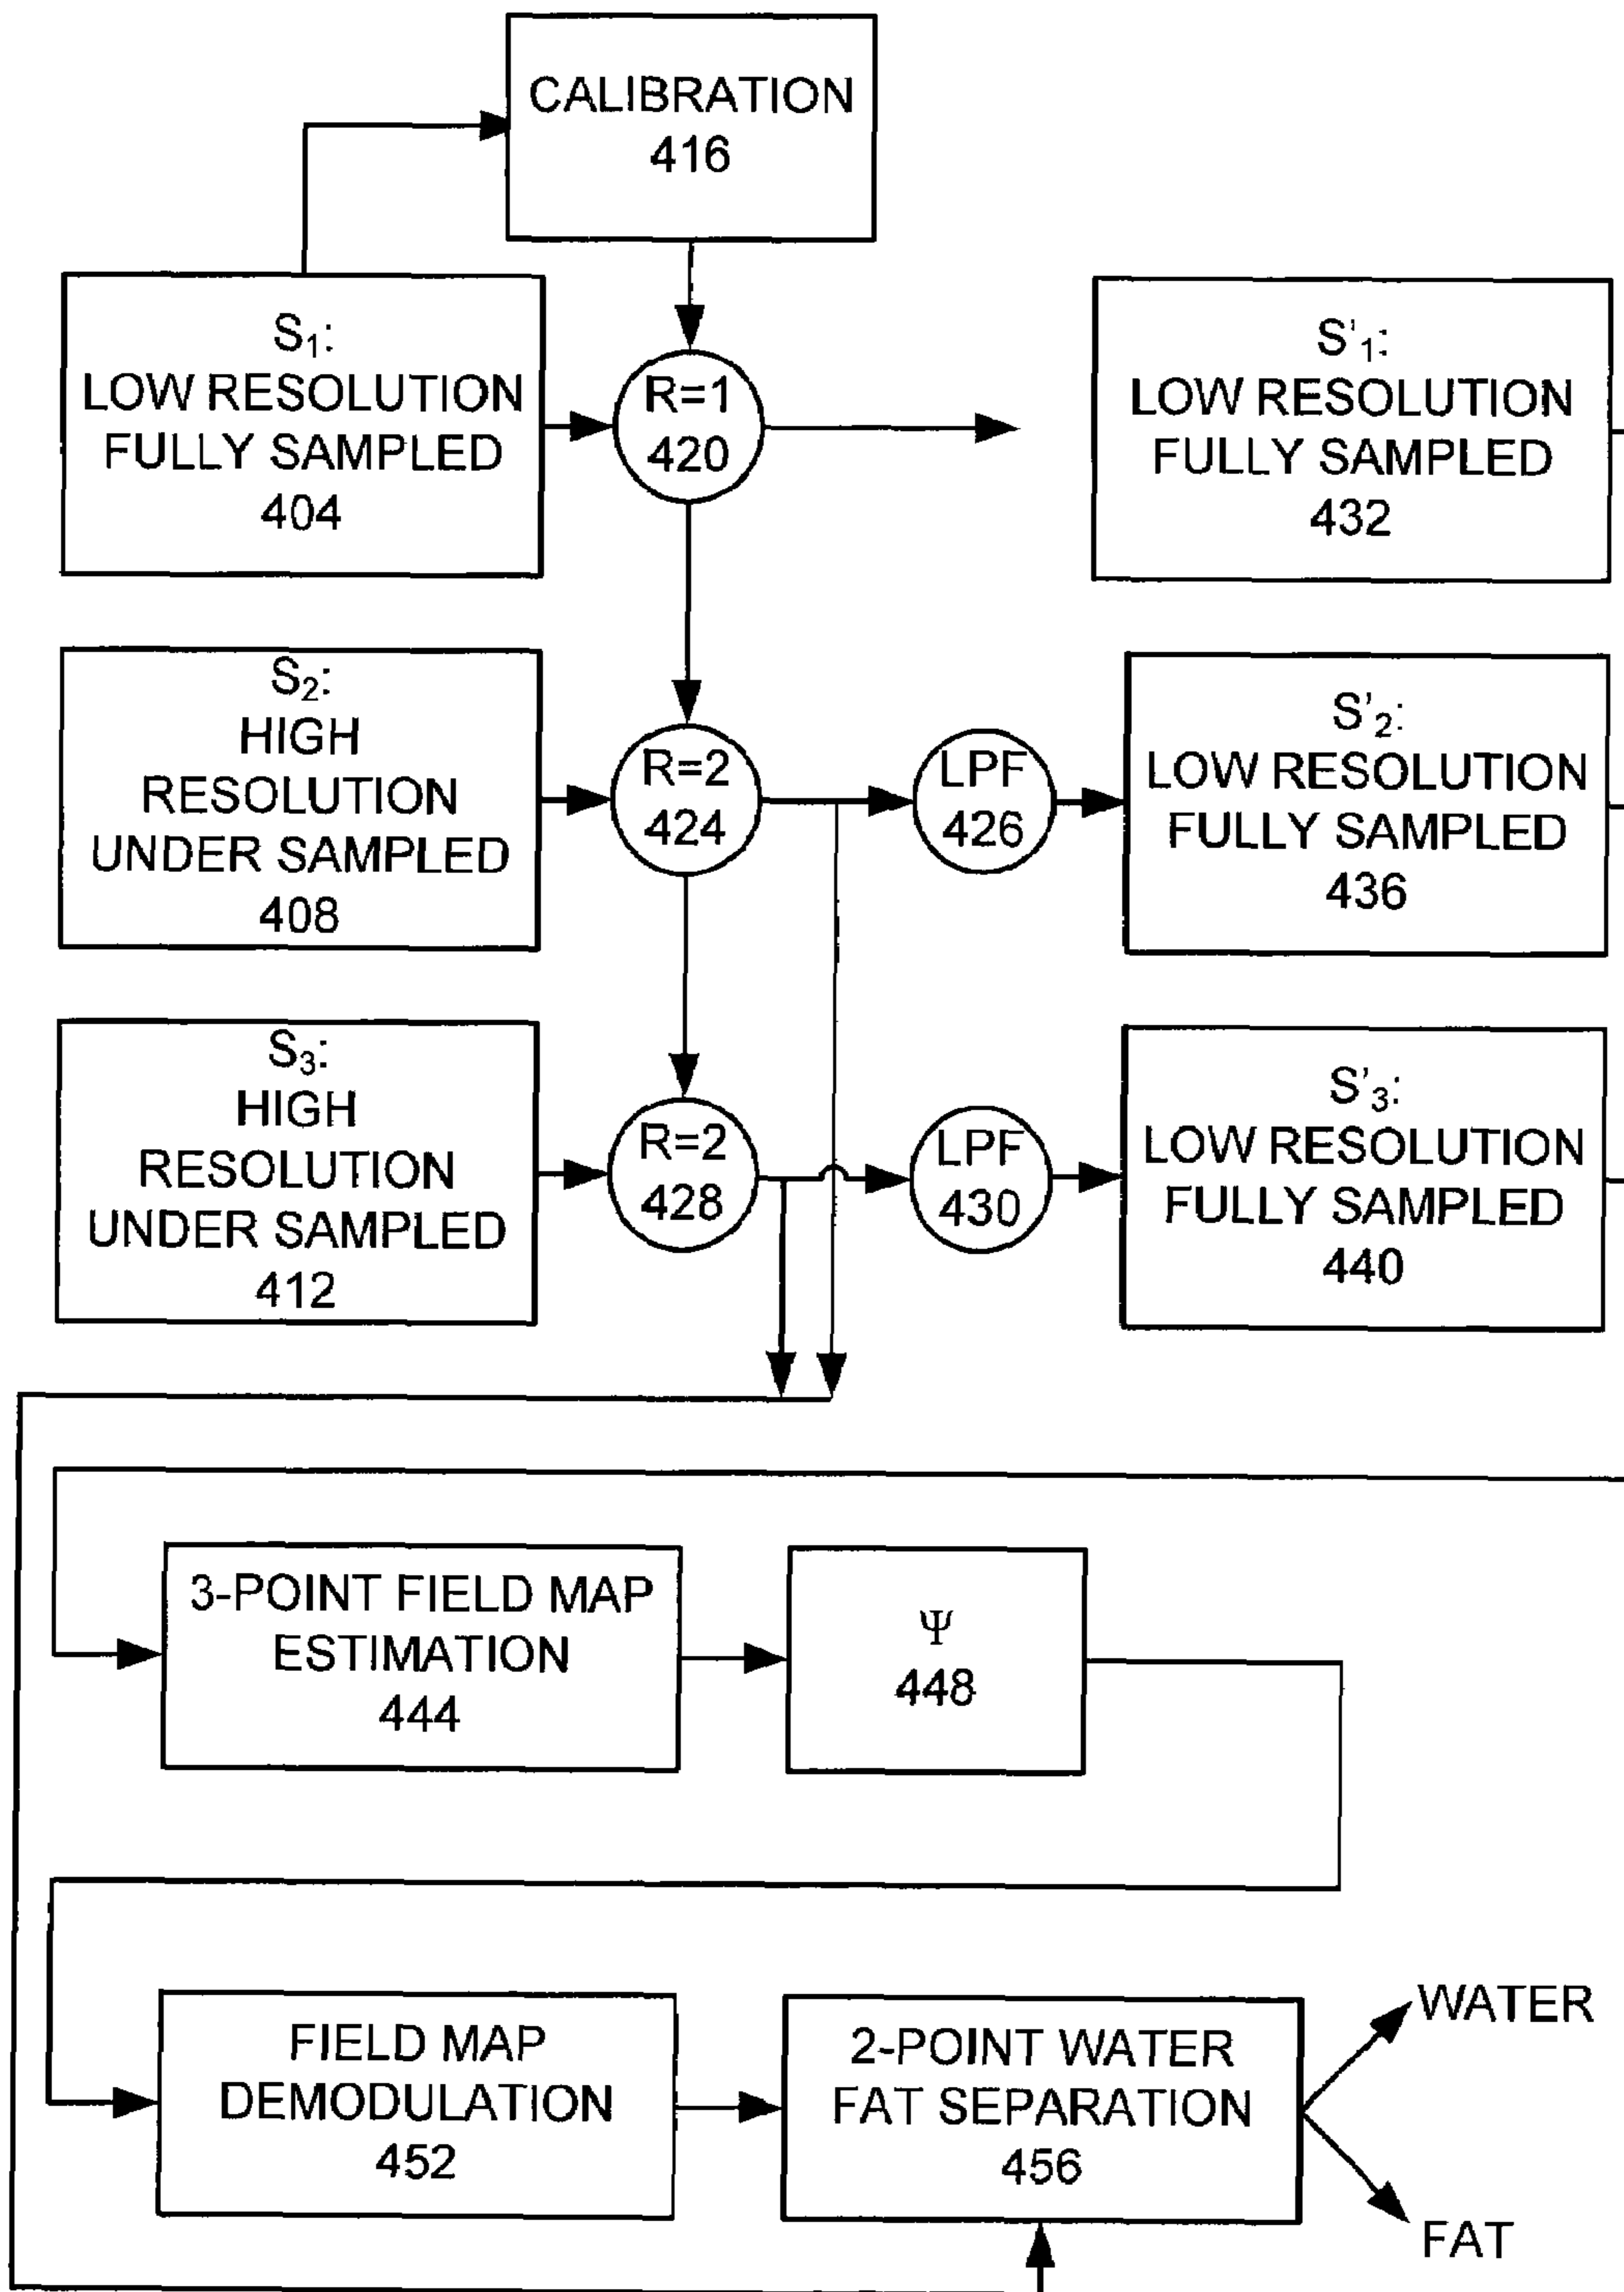 CALIBRATION
416
S₁:
LOW RESOLUTION
FULLY SAMPLED
404
R=1
420
S'₁:
LOW RESOLUTION
FULLY SAMPLED
432
S₂:
HIGH
RESOLUTION
UNDER SAMPLED
408
R=2
424
LPF
426
S'₂:
LOW RESOLUTION
FULLY SAMPLED
436
S₃:
HIGH
RESOLUTION
UNDER SAMPLED
412
R=2
428
LPF
430
S'₃:
LOW RESOLUTION
FULLY SAMPLED
440
3-POINT FIELD MAP
ESTIMATION
444
Ψ
448
FIELD MAP
DEMODULATION
452
2-POINT WATER
FAT SEPARATION
456
WATER
FAT